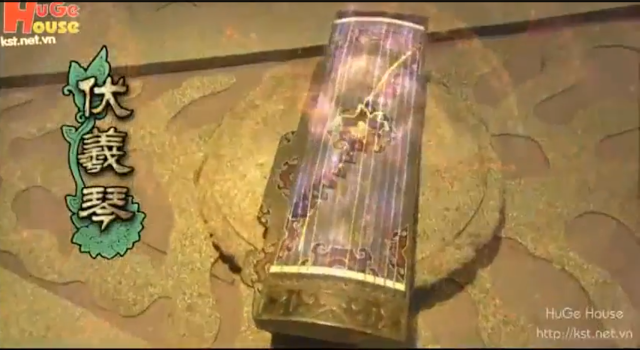 HuGe
House
kst.net.vn
伏羲琴
HuGe House
http://kst.net.vn